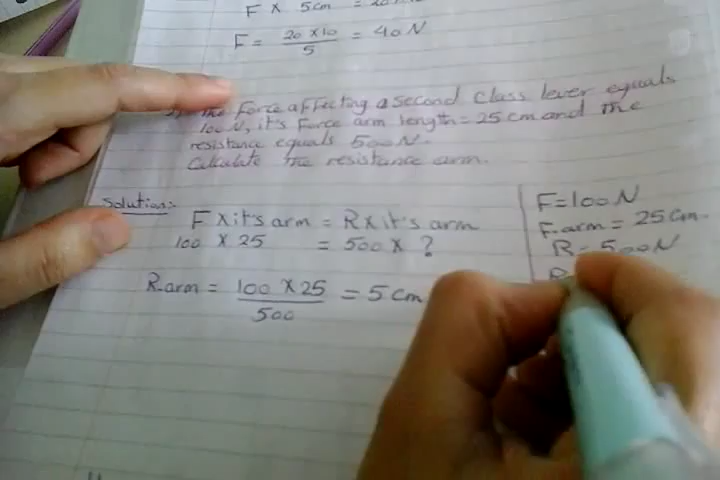 F × 5cm =
F = 20 × 10 / 5 = 40 N
The Force affecting a second class lever equals
100 N, it's Force arm length = 25 cm and the
resistance equals 500 N.
Calculate the resistance arm.
Solution:-
F × it's arm = R × it's arm
100 × 25 = 500 × ?
R.arm = 100 × 25 / 500 = 5 cm
F = 100 N
F.arm = 25 cm.
R = 500 N
R